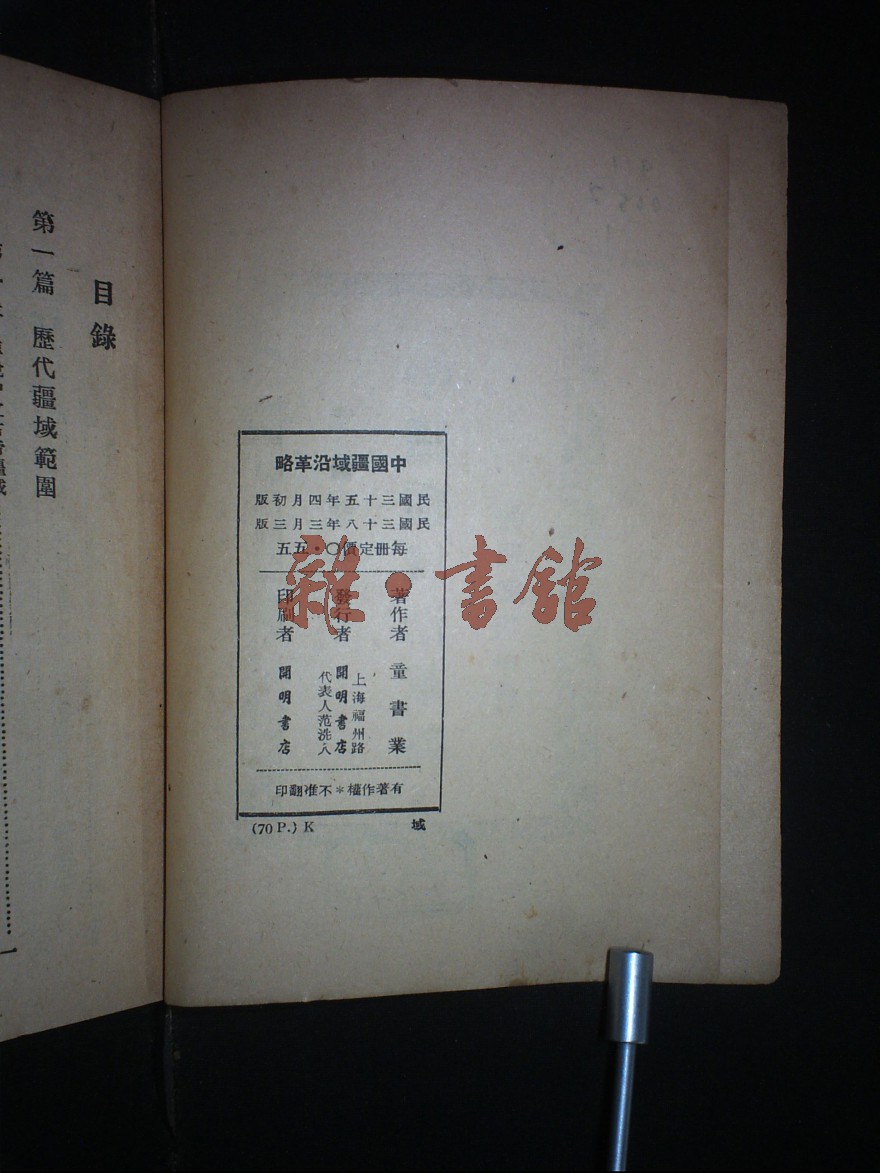 中國疆域沿革略
民國三十五年四月初版
民國三十八年三月三版
每冊定價〇·五五
著作者 童書業
發行者 上海福州路
開明書店
代表人范洗人
印刷者 開明書店
有著作權*不准翻印
(70 P.) K 域
雜·書館
目錄
第一篇 歷代疆域範圍
一